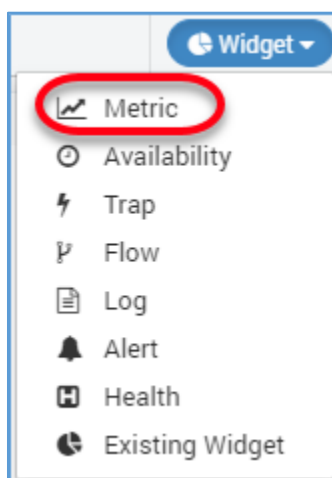 Widget
Metric
Availability
Trap
Flow
Log
Alert
Health
Existing Widget